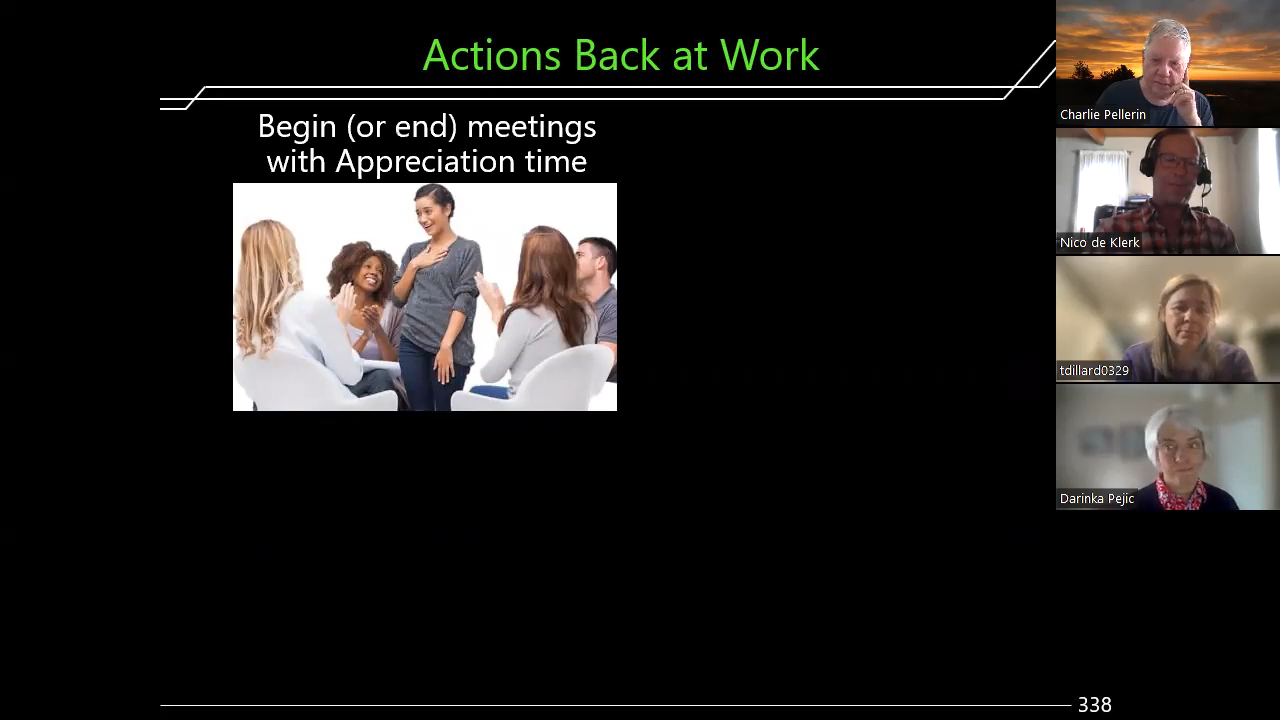 Actions Back at Work
Begin (or end) meetings
with Appreciation time
Charlie Pellerin
Nico de Klerk
tdillard0329
Darinka Pejic
338